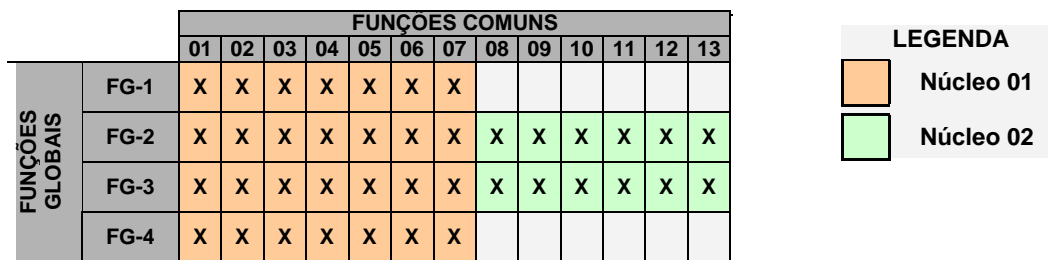 FUNÇÕES COMUNS
01 02 03 04 05 06 07 08 09 10 11 12 13
FUNÇÕES
GLOBAIS
FG-1 X X X X X X X
FG-2 X X X X X X X X X X X X X
FG-3 X X X X X X X X X X X X X
FG-4 X X X X X X X
LEGENDA
Núcleo 01
Núcleo 02